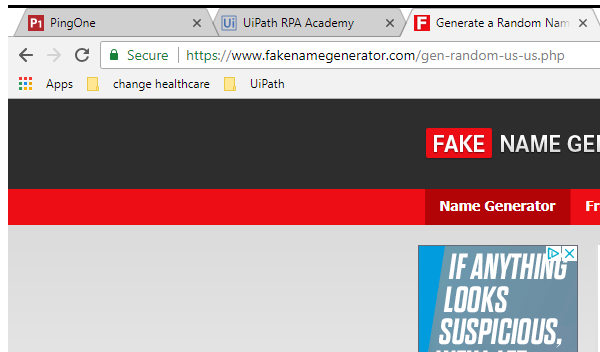 P1 PingOne Ui UiPath RPA Academy F Generate a Random Nam
Secure https://www.fakenamegenerator.com/gen-random-us-us.php
Apps change healthcare UiPath
FAKE NAME GEN
Name Generator Fr
IF ANYTHING
LOOKS
SUSPICIOUS,